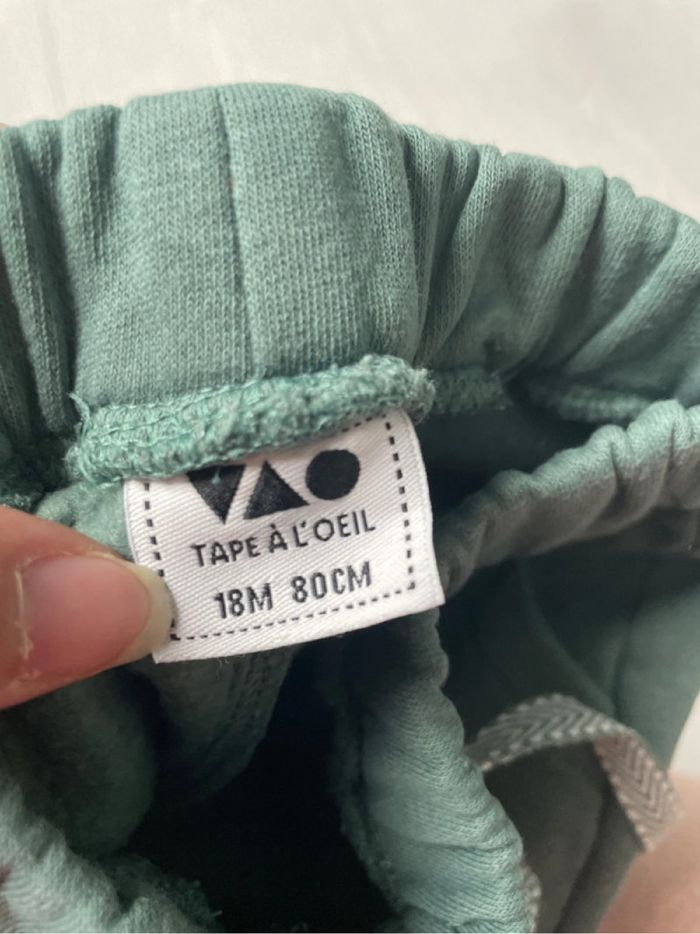 TAPE À L'OEIL
18M 80CM